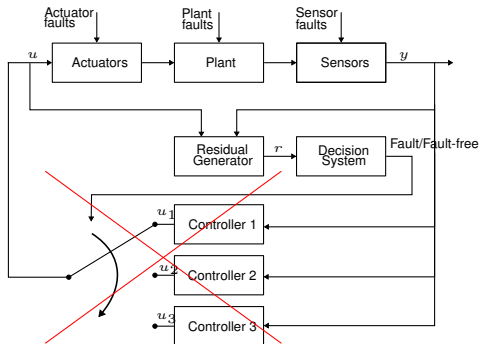 Actuator
faults
Plant
faults
Sensor
faults
u
Actuators
Plant
Sensors
y
Residual
Generator
r
Decision
System
Fault/Fault-free
u1
Controller 1
u2
Controller 2
u3
Controller 3